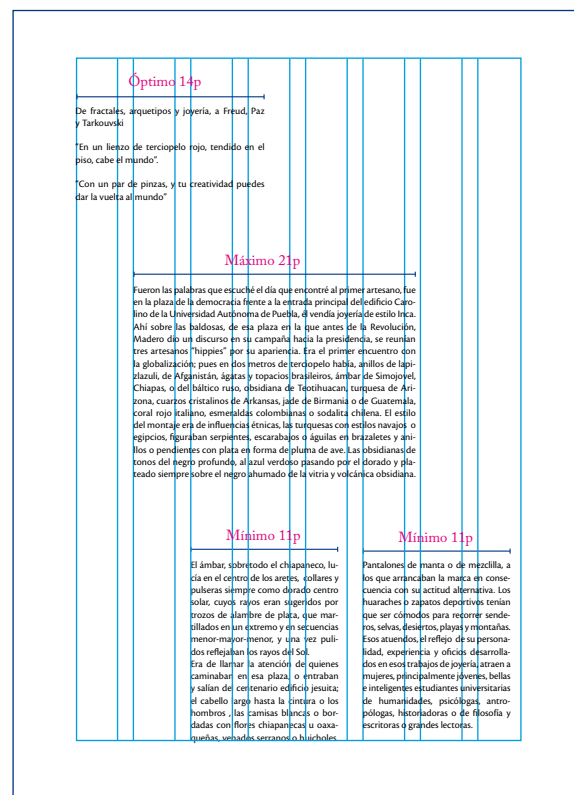 Óptimo 14p
De fractales, arquetipos y joyería, a Freud, Paz
y Tarkouvski
"En un lienzo de terciopelo rojo, tendido en el
piso, cabe el mundo".
"Con un par de pinzas, y tu creatividad puedes
dar la vuelta al mundo"
Máximo 21p
Fueron las palabras que escuché el día que encontré al primer artesano, fue
en la plaza de la democracia frente a la entrada principal del edificio Caro-
lino de la Universidad Autónoma de Puebla, él vendía joyería de estilo Inca.
Ahí sobre las baldosas, de esa plaza en la que antes de la Revolución,
Madero dio un discurso en su campaña hacia la presidencia, se reunían
tres artesanos "hippies" por su apariencia. Era el primer encuentro con
la globalización; pues en dos metros de terciopelo había, anillos de lapi-
zlazuli, de Afganistán, ágatas y topacios brasileiros, ámbar de Simojovel,
Chiapas, o del báltico ruso, obsidiana de Teotihuacan, turquesa de Ari-
zona, cuarzos cristalinos de Arkansas, jade de Birmania o de Guatemala,
coral rojo italiano, esmeraldas colombianas o sodalita chilena. El estilo
del montaje era de influencias étnicas, las turquesas con estilos navajos o
egipcios, figuraban serpientes, escarabajos o águilas en brazaletes y ani-
llos o pendientes con plata en forma de pluma de ave. Las obsidianas de
tonos del negro profundo, al azul verdoso pasando por el dorado y pla-
teado siempre sobre el negro ahumado de la vitria y volcánica obsidiana.
Mínimo 11p
El ámbar, sobretodo el chiapaneco, lu-
cía en el centro de los aretes, collares y
pulseras siempre como dorado centro
solar, cuyos rayos eran sugeridos por
trozos de alambre de plata, que mar-
tillados en un extremo y en secuencias
menor-mayor-menor, y una vez puli-
dos reflejaban los rayos del Sol.
Era de llamar la atención de quienes
caminaban en esa plaza, o entraban
y salían del centenario edificio jesuita;
el cabello largo hasta la cintura o los
hombros , las camisas blancas o bor-
dadas con flores chiapanecas u oaxa-
queñas, venados serranos o huicholes.
Mínimo 11p
Pantalones de manta o de mezclilla, a
los que arrancaban la marca en conse-
cuencia con su actitud alternativa. Los
huaraches o zapatos deportivos tenían
que ser cómodos para recorrer sende-
ros, selvas, desiertos, playas y montañas.
Esos atuendos, el reflejo de su persona-
lidad, experiencia y oficios desarrolla-
dos en esos trabajos de joyería, atraen a
mujeres, principalmente jóvenes, bellas
e inteligentes estudiantes universitarias
de humanidades, psicólogas, antro-
pólogas, historiadoras o de filosofía y
escritoras o grandes lectoras.